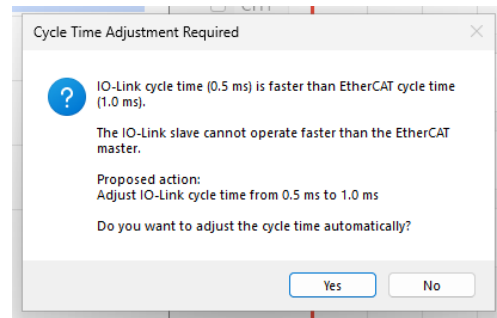 Cycle Time Adjustment Required
IO-Link cycle time (0.5 ms) is faster than EtherCAT cycle time
(1.0 ms).
The IO-Link slave cannot operate faster than the EtherCAT
master.
Proposed action:
Adjust IO-Link cycle time from 0.5 ms to 1.0 ms
Do you want to adjust the cycle time automatically?
Yes
No